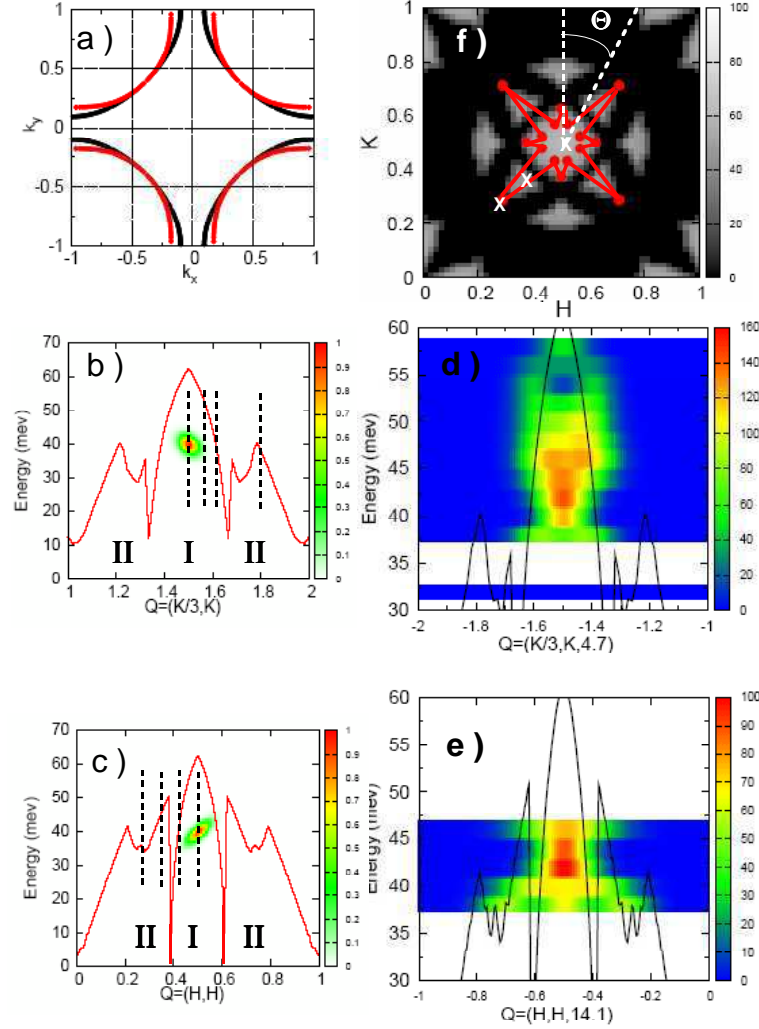 a )
1
0.5
0
-0.5
-1
k_y
-1 -0.5 0 0.5 1
k_x
f )
Θ
1
0.8
0.6
0.4
0.2
0
K
0 0.2 0.4 0.6 0.8 1
H
x
x
x
100
80
60
40
20
0
b )
70
60
50
40
30
20
10
0
Energy (mev)
II I II
1 1.2 1.4 1.6 1.8 2
Q=(K/3,K)
1
0.9
0.8
0.7
0.6
0.5
0.4
0.3
0.2
0.1
0
d )
60
55
50
45
40
35
30
Energy (mev)
-2 -1.8 -1.6 -1.4 -1.2 -1
Q=(K/3,K,4.7)
160
140
120
100
80
60
40
20
0
c )
70
60
50
40
30
20
10
0
Energy (mev)
II I II
0 0.2 0.4 0.6 0.8 1
Q=(H,H)
1
0.9
0.8
0.7
0.6
0.5
0.4
0.3
0.2
0.1
0
e )
60
55
50
45
40
35
30
Energy (mev)
-1 -0.8 -0.6 -0.4 -0.2 0
Q=(H,H,14.1)
100
90
80
70
60
50
40
30
20
10
0